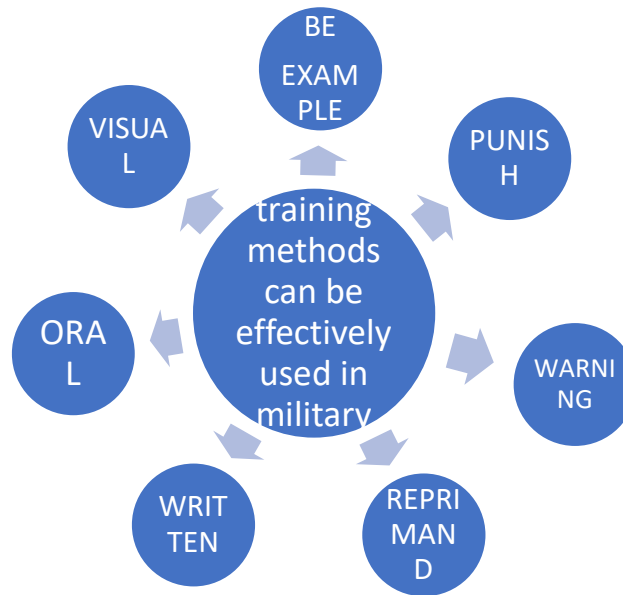 BE
EXAM
PLE
PUNIS
H
WARNI
NG
REPRI
MAN
D
WRIT
TEN
ORA
L
VISUA
L
training
methods
can be
effectively
used in
military